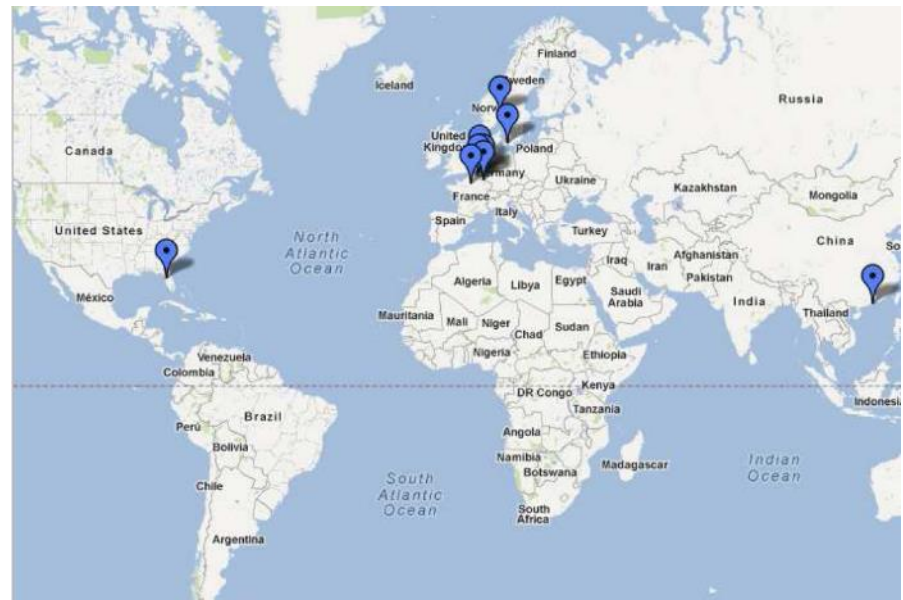 Finland
Iceland
Sweden
Norw
Russia
United
Kingdom
Canada
Poland
Germany
Ukraine
France
Kazakhstan
Mongolia
Italy
Spain
United States
Turkey
China
North
Atlantic
Ocean
Afghanistan
Iraq
Iran
Pakistan
Algeria
Libya
Egypt
Saudi
Arabia
México
India
Thailand
Mauritania
Mali
Niger
Chad
Sudan
Nigeria
Ethiopia
Venezuela
Colombia
DR Congo
Kenya
Indonesia
Tanzania
Brazil
Perú
Angola
Bolivia
Namibia
Botswana
Madagascar
Indian
Ocean
South
Atlantic
Ocean
Chile
South
Africa
Argentina